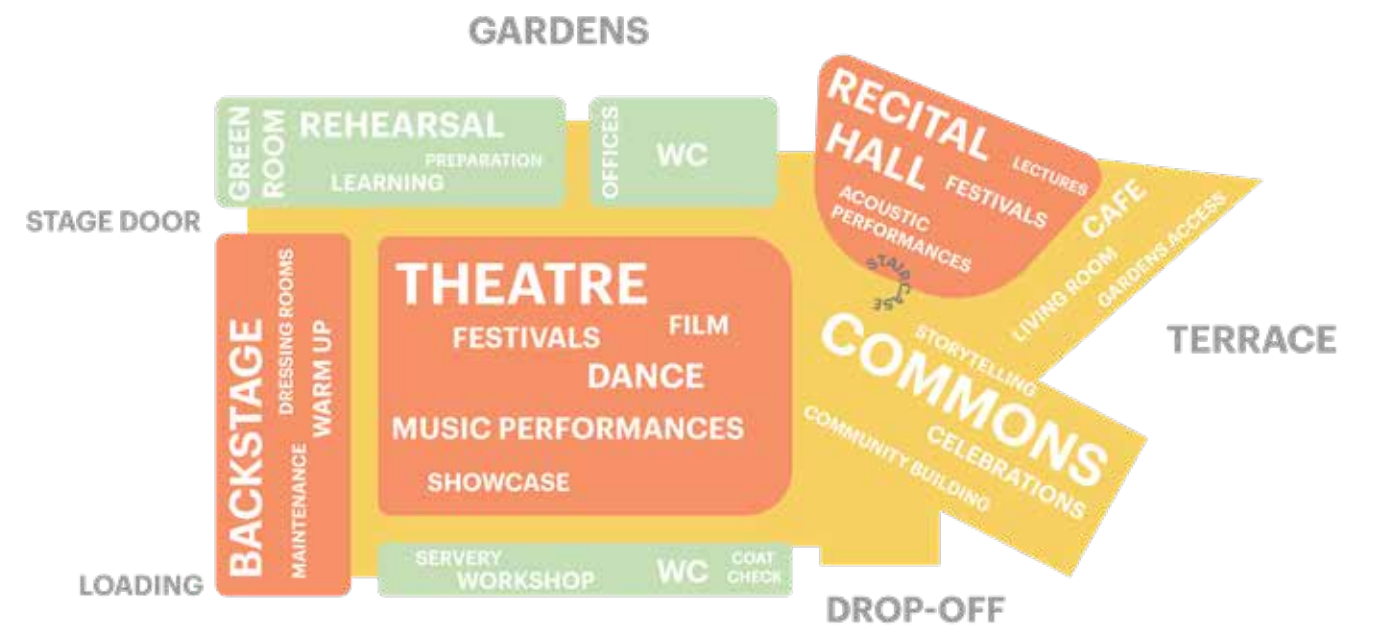 GARDENS
GREEN
ROOM
REHEARSAL
PREPARATION
LEARNING
OFFICES
WC
RECITAL
HALL
LECTURES
FESTIVALS
ACOUSTIC
PERFORMANCES
CAFE
LIVING ROOM
GARDENS ACCESS
STAIRCASE
STAGE DOOR
BACKSTAGE
DRESSING ROOMS
MAINTENANCE
WARM UP
THEATRE
FESTIVALS
FILM
DANCE
MUSIC PERFORMANCES
SHOWCASE
STORYTELLING
COMMONS
COMMUNITY BUILDING
CELEBRATIONS
TERRACE
LOADING
SERVERY
WORKSHOP
WC
COAT
CHECK
DROP-OFF